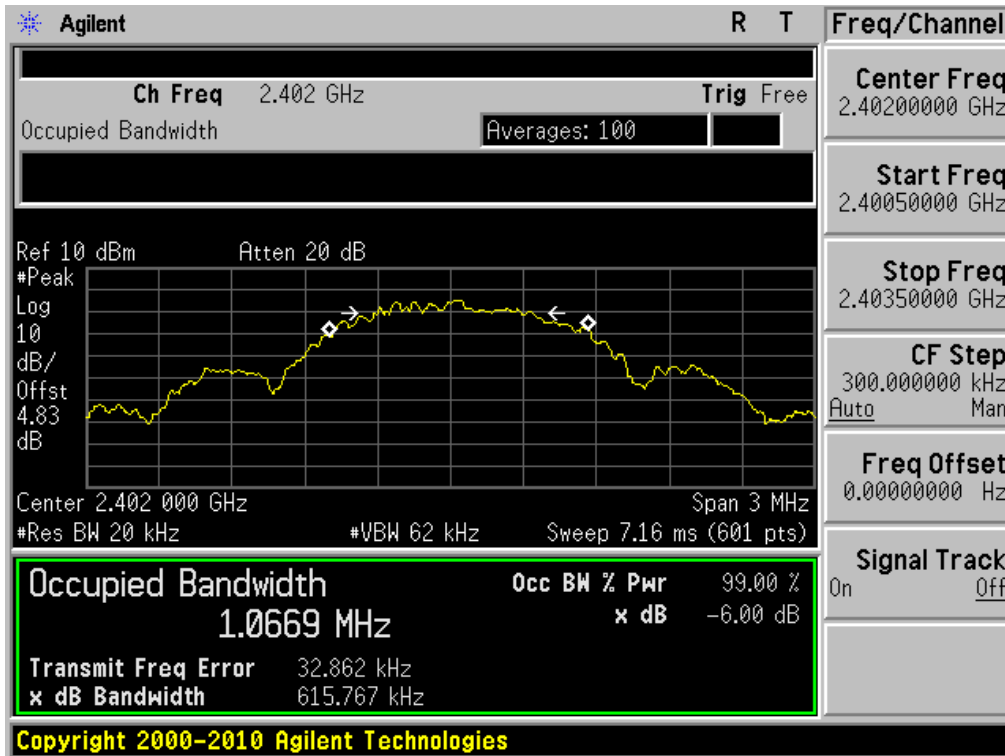 Agilent R T
Ch Freq 2.402 GHz Trig Free
Occupied Bandwidth Averages: 100
Ref 10 dBm Atten 20 dB
#Peak
Log
10
dB/
Offst
4.83
dB
Center 2.402 000 GHz Span 3 MHz
#Res BW 20 kHz #VBW 62 kHz Sweep 7.16 ms (601 pts)
Occupied Bandwidth Occ BW % Pwr 99.00 %
1.0669 MHz x dB -6.00 dB
Transmit Freq Error 32.862 kHz
x dB Bandwidth 615.767 kHz
Copyright 2000-2010 Agilent Technologies
Freq/Channel
Center Freq
2.40200000 GHz
Start Freq
2.40050000 GHz
Stop Freq
2.40350000 GHz
CF Step
300.000000 kHz
Auto Man
Freq Offset
0.00000000 Hz
Signal Track
On Off